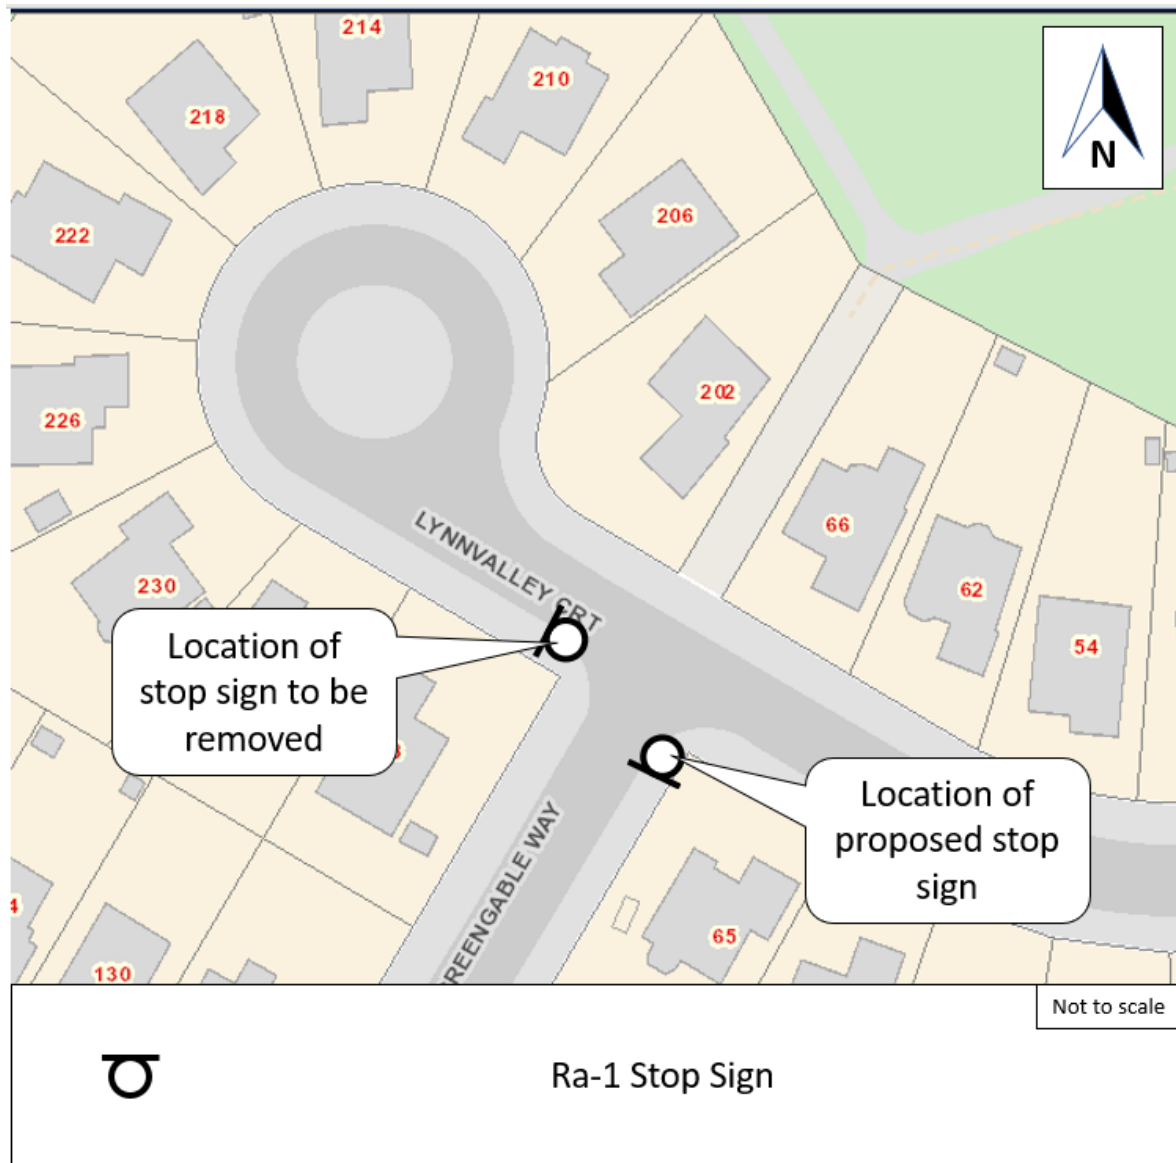 214
210
218
N
206
222
202
226
66
LYNNVALLEY CRT
230
62
Location of
stop sign to be
removed
54
Location of
proposed stop
sign
GREENGABLE WAY
4
65
130
Not to scale
Ra-1 Stop Sign